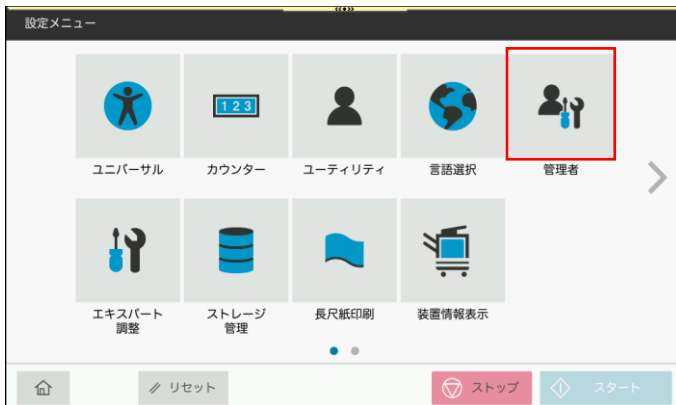 設定メニュー
123
ユニバーサル
カウンター
ユーティリティ
言語選択
管理者
エキスパート
調整
ストレージ
管理
長尺紙印刷
装置情報表示
リセット
ストップ
スタート